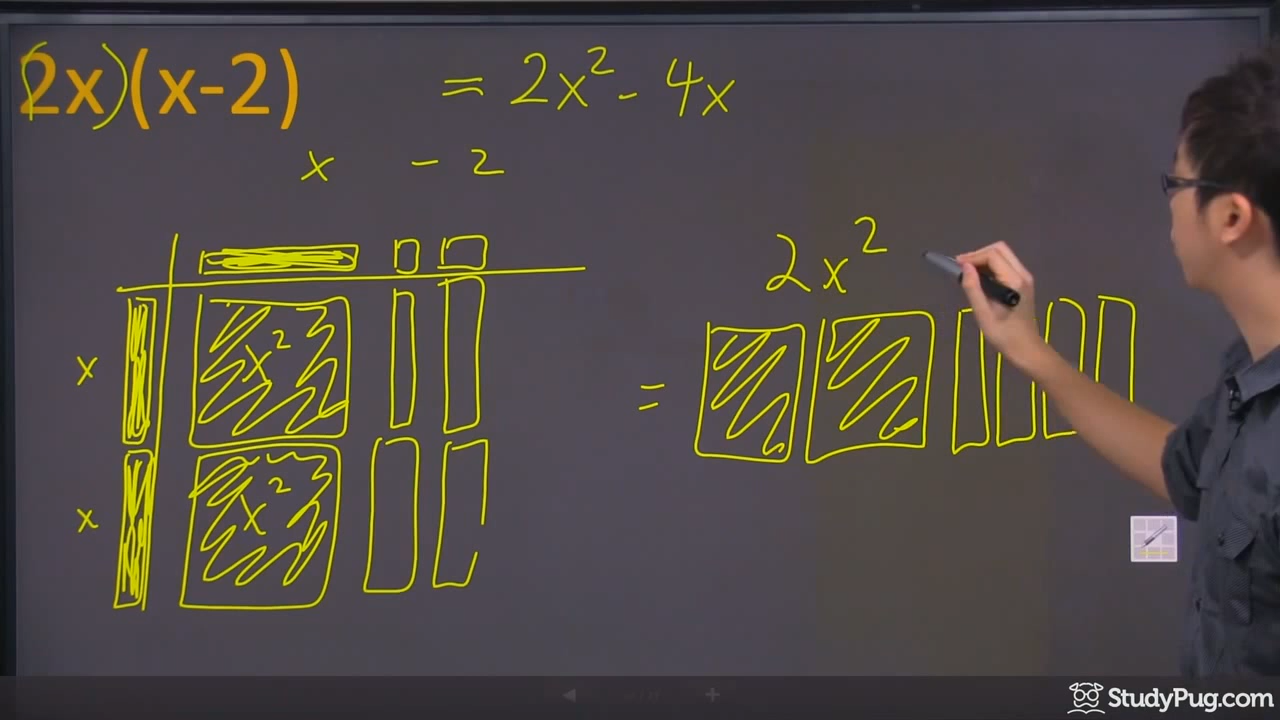 (2x)(x-2) = 2x² - 4x
x - 2
2x²
x x²
=
x x²
StudyPug.com